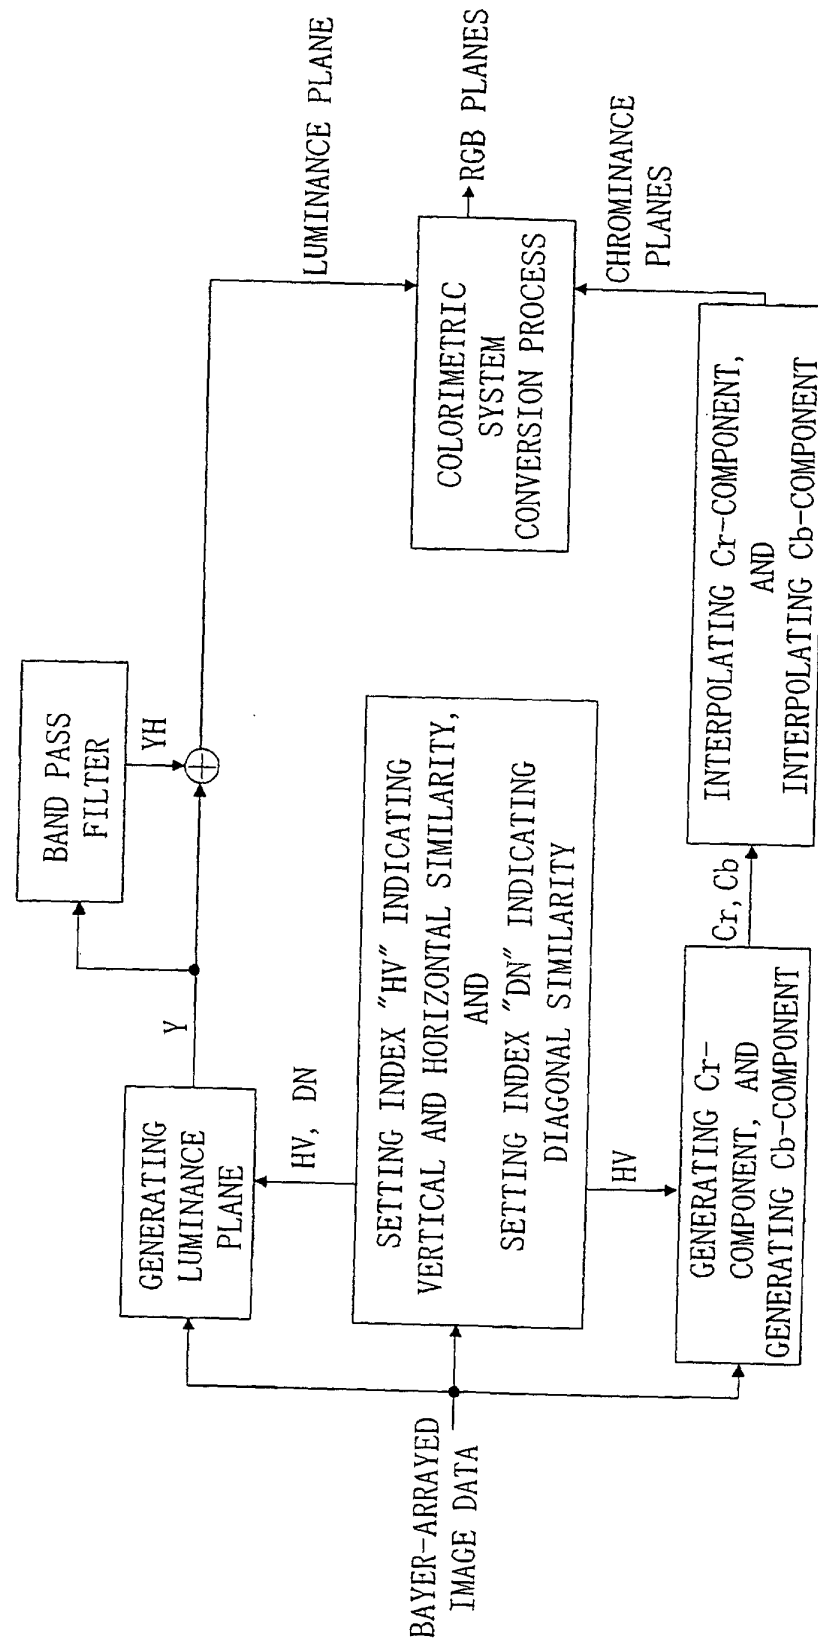 BAYER-ARRAYED
IMAGE DATA
GENERATING
LUMINANCE
PLANE
Y
BAND PASS
FILTER
YH
LUMINANCE PLANE
HV, DN
SETTING INDEX "HV" INDICATING
VERTICAL AND HORIZONTAL SIMILARITY,
AND
SETTING INDEX "DN" INDICATING
DIAGONAL SIMILARITY
HV
GENERATING Cr-
COMPONENT, AND
GENERATING Cb-COMPONENT
Cr, Cb
INTERPOLATING Cr-COMPONENT,
AND
INTERPOLATING Cb-COMPONENT
CHROMINANCE
PLANES
COLORIMETRIC
SYSTEM
CONVERSION PROCESS
RGB PLANES